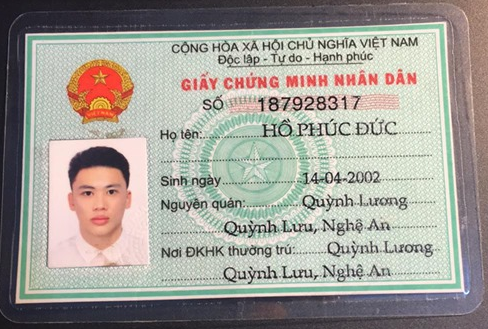 CỘNG HÒA XÃ HỘI CHỦ NGHĨA VIỆT NAM
Độc lập - Tự do - Hạnh phúc
GIẤY CHỨNG MINH NHÂN DÂN
SỐ 187928317
Họ tên: HỒ PHÚC ĐỨC
Sinh ngày 14-04-2002
Nguyên quán: Quỳnh Lương
Quỳnh Lưu, Nghệ An
Nơi ĐKHK thường trú: Quỳnh Lương
Quỳnh Lưu, Nghệ An